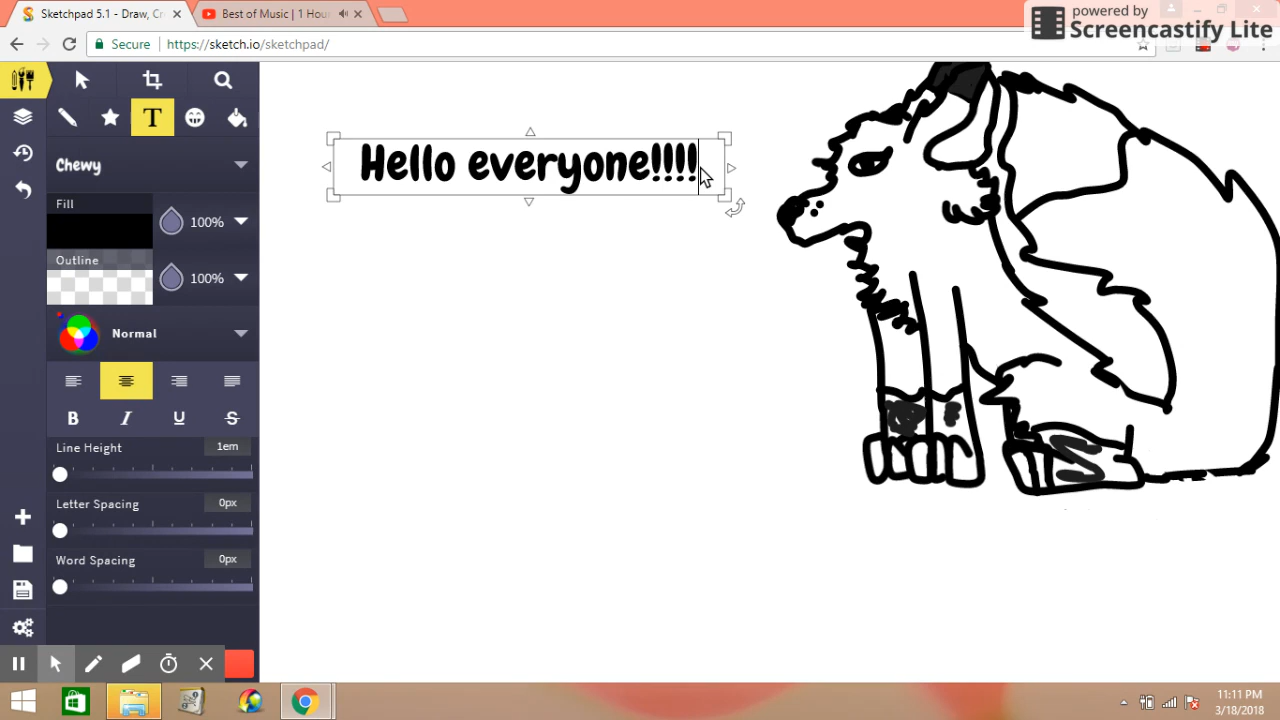 Sketchpad 5.1 - Draw, Cr
Best of Music | 1 Hour
powered by
Screencastify Lite
Secure
https://sketch.io/sketchpad/
T
Chewy
Hello everyone!!!!
Fill
100%
Outline
100%
Normal
B I U S
Line Height 1em
Letter Spacing 0px
Word Spacing 0px
11:11 PM
3/18/2018